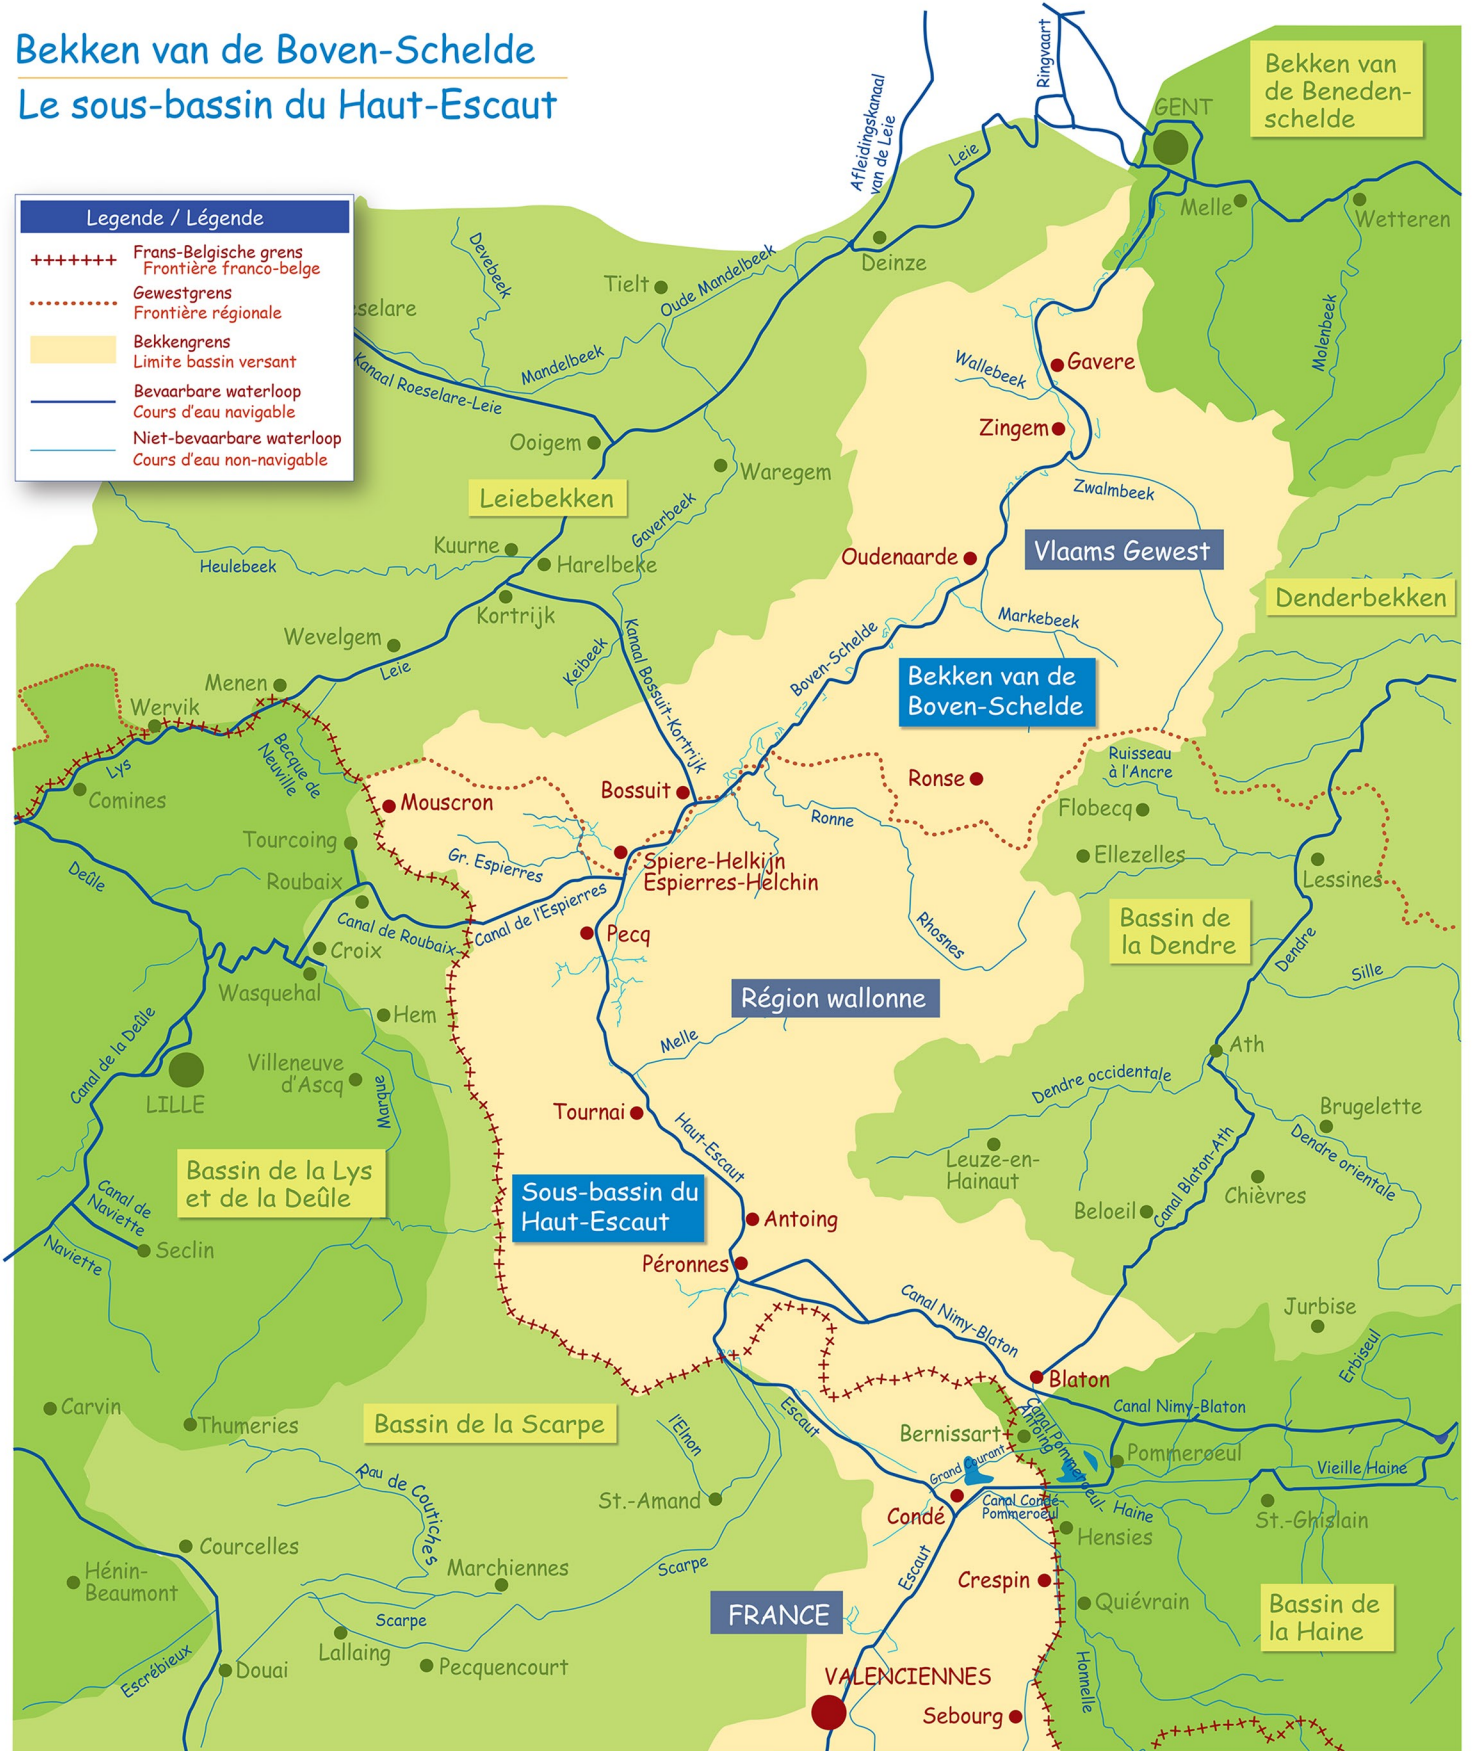 Bekken van de Boven-Schelde
Le sous-bassin du Haut-Escaut
Legende / Légende
Frans-Belgische grens
Frontière franco-belge
Gewestgrens
Frontière régionale
Bekkengrens
Limite bassin versant
Bevaarbare waterloop
Cours d'eau navigable
Niet-bevaarbare waterloop
Cours d'eau non-navigable
Ringvaart
Bekken van
de Beneden-
schelde
GENT
Afleidingskanaal
van de Leie
Leie
Melle
Wetteren
Deinze
Devebeek
Tielt
Oude Mandelbeek
eselare
Molenbeek
Mandelbeek
Kanaal Roeselare-Leie
Wallebeek
Gavere
Zingem
Ooigem
Waregem
Leiebekken
Zwalmbeek
Gaverbeek
Kuurne
Harelbeke
Heulebeek
Oudenaarde
Vlaams Gewest
Denderbekken
Kortrijk
Markebeek
Wevelgem
Leie
Keibeek
Kanaal Bossuit-Kortrijk
Boven-Schelde
Bekken van de
Boven-Schelde
Menen
Wervik
Becque de
Neuville
Lys
Comines
Mouscron
Bossuit
Ronse
Ruisseau
à l'Ancre
Flobecq
Ronne
Tourcoing
Gr. Espierres
Spiere-Helkijn
Espierres-Helchin
Ellezelles
Lessines
Deûle
Roubaix
Canal de Roubaix
Canal de l'Espierres
Pecq
Rhosnes
Bassin de
la Dendre
Dendre
Croix
Wasquehal
Sille
Région wallonne
Hem
Canal de la Deûle
Melle
Ath
Villeneuve
d'Ascq
Marque
LILLE
Dendre occidentale
Tournai
Haut-Escaut
Brugelette
Dendre orientale
Leuze-en-
Hainaut
Canal Blaton-Ath
Chièvres
Beloeil
Bassin de la Lys
et de la Deûle
Sous-bassin du
Haut-Escaut
Canal de
Naviette
Naviette
Seclin
Antoing
Péronnes
Canal Nimy-Blaton
Jurbise
Erbiseul
Blaton
Carvin
Thumeries
Bassin de la Scarpe
l'Elnon
Escaut
Bernissart
Canal Pommeroeul-
Antoing
Canal Nimy-Blaton
Grand Courant
Pommeroeul
Vieille Haine
Rau de Coutiches
St.-Amand
Condé
Canal Condé-
Pommeroeul
Haine
St.-Ghislain
Hensies
Courcelles
Hénin-
Beaumont
Marchiennes
Scarpe
Escaut
Crespin
Quiévrain
Bassin de
la Haine
FRANCE
Scarpe
Lallaing
Escrébieux
Douai
Pecquencourt
VALENCIENNES
Honnelle
Sebourg